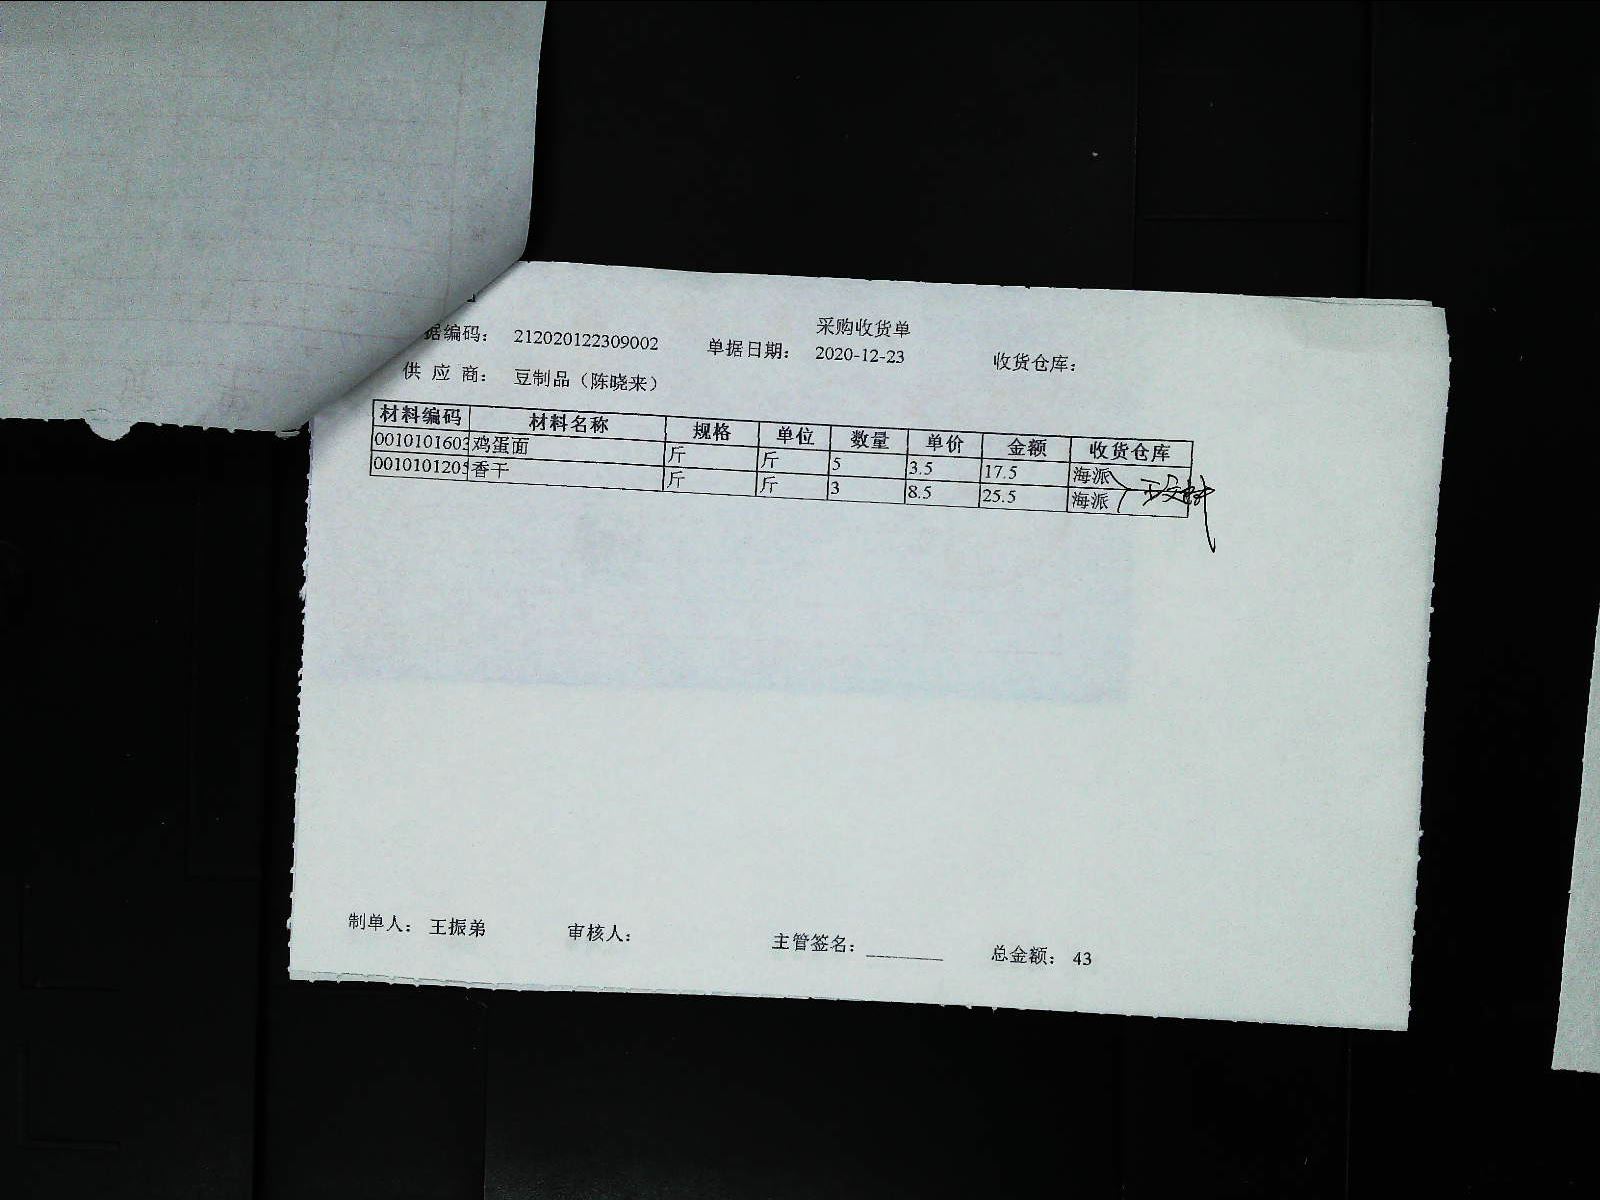 采购收货单
据编码： 212020122309002 单据日期： 2020-12-23 收货仓库：
供 应 商： 豆制品（陈晓来）
材料编码 材料名称 规格 单位 数量 单价 金额 收货仓库
0010101603 鸡蛋面 斤 斤 5 3.5 17.5 海派
0010101205 香干 斤 斤 3 8.5 25.5 海派
制单人： 王振弟 审核人： 主管签名： ________ 总金额： 43